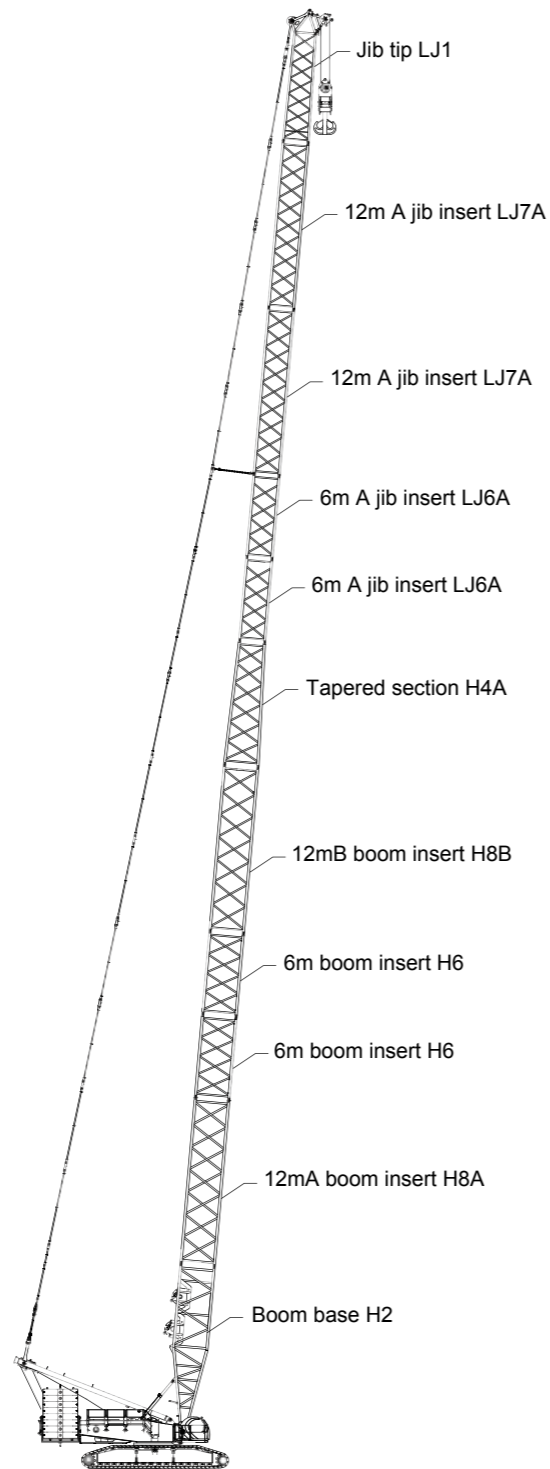 Jib tip LJ1
12m A jib insert LJ7A
12m A jib insert LJ7A
6m A jib insert LJ6A
6m A jib insert LJ6A
Tapered section H4A
12mB boom insert H8B
6m boom insert H6
6m boom insert H6
12mA boom insert H8A
Boom base H2